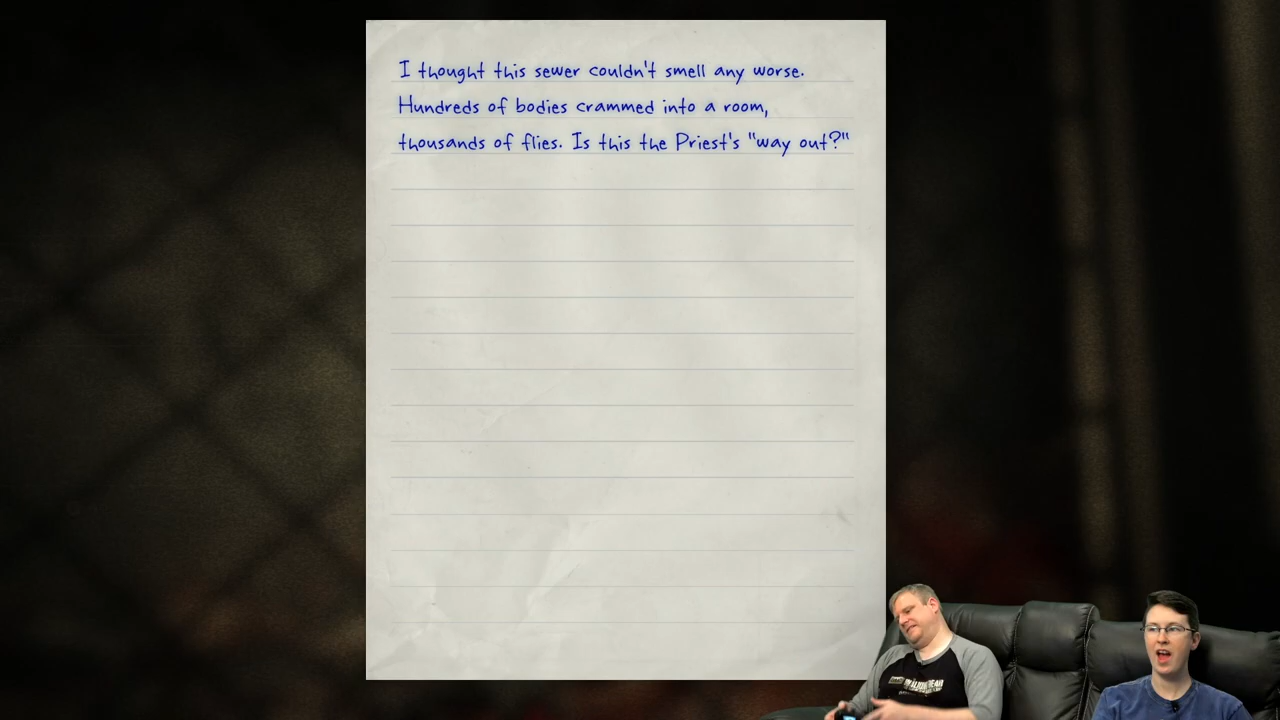 I thought this sewer couldn't smell any worse.
Hundreds of bodies crammed into a room,
thousands of flies. Is this the Priest's "way out?"